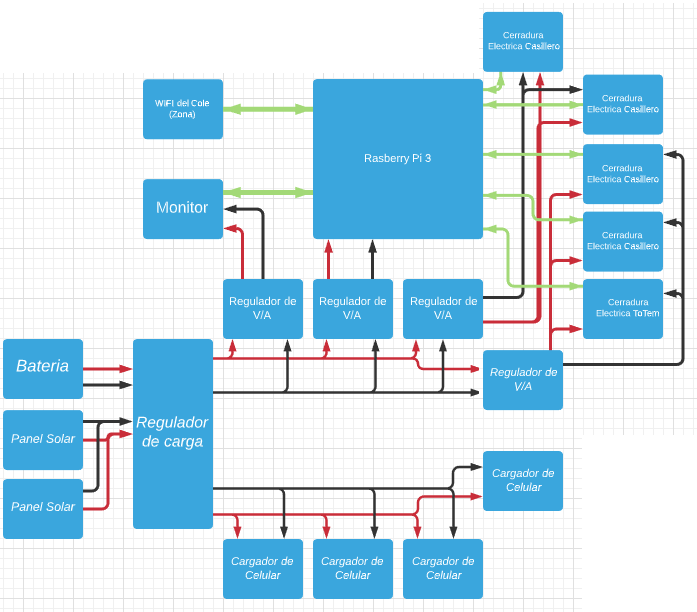 Cerradura
Electrica Casillero
WIFI del Cole
(Zona)
Rasberry Pi 3
Cerradura
Electrica Casillero
Cerradura
Electrica Casillero
Monitor
Cerradura
Electrica Casillero
Regulador de
V/A
Regulador de
V/A
Regulador de
V/A
Cerradura
Electrica ToTem
Bateria
Regulador
de carga
Regulador de
V/A
Panel Solar
Panel Solar
Cargador de
Celular
Cargador de
Celular
Cargador de
Celular
Cargador de
Celular